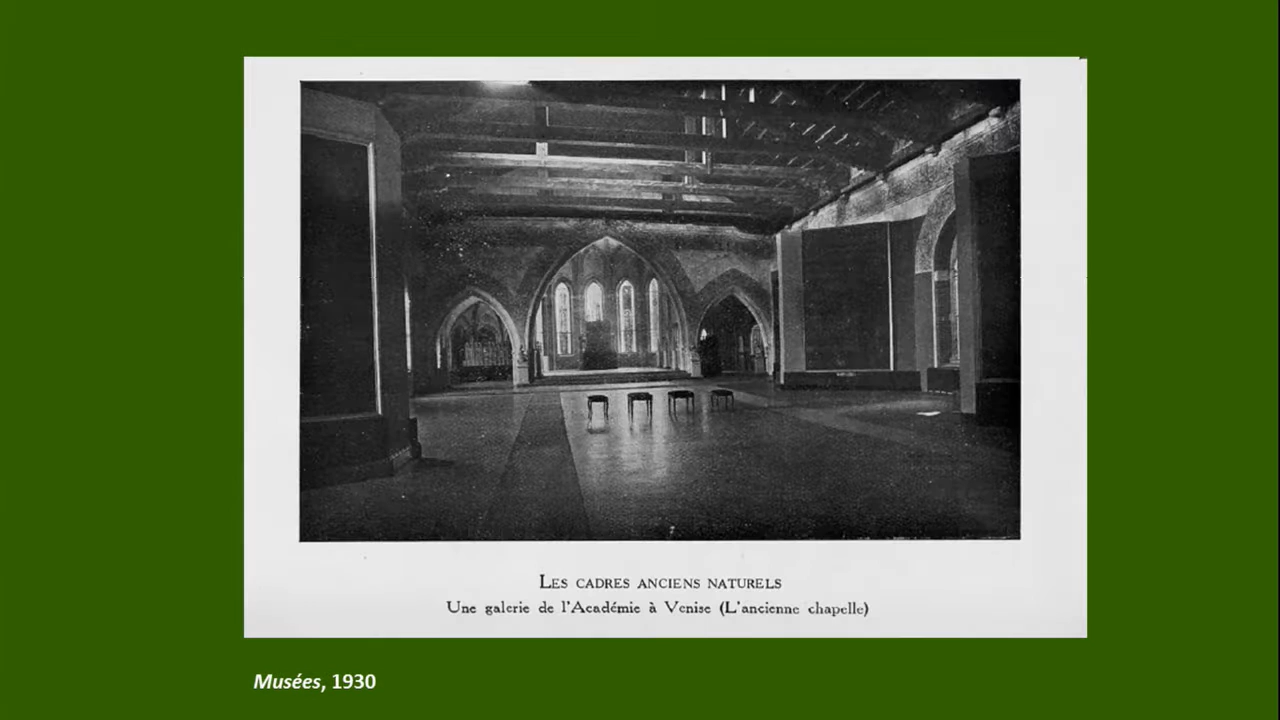 Les cadres anciens naturels
Une galerie de l'Académie à Venise (L'ancienne chapelle)
Musées, 1930